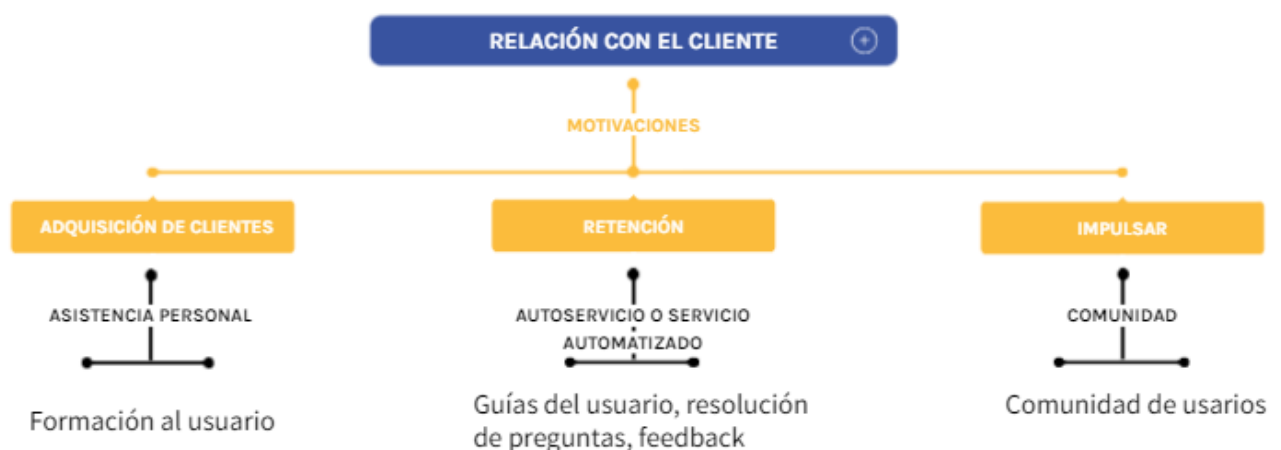 RELACIÓN CON EL CLIENTE
MOTIVACIONES
ADQUISICIÓN DE CLIENTES
RETENCIÓN
IMPULSAR
ASISTENCIA PERSONAL
AUTOSERVICIO O SERVICIO
AUTOMATIZADO
COMUNIDAD
Formación al usuario
Guías del usuario, resolución
de preguntas, feedback
Comunidad de usarios